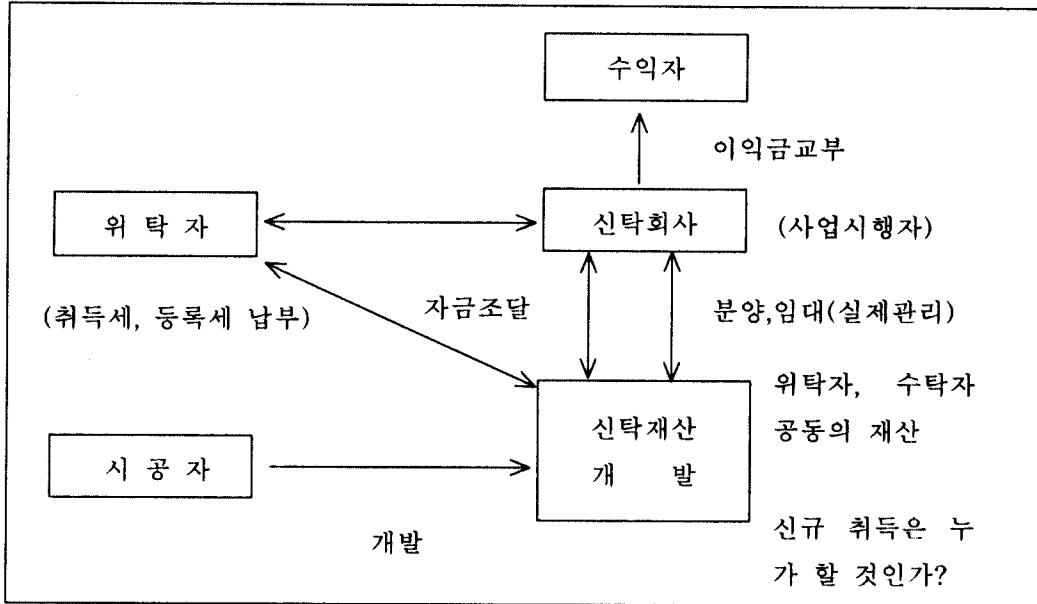 수익자
이익금교부
위 탁 자
신탁회사
(사업시행자)
(취득세, 등록세 납부)
자금조달
분양,임대(실제관리)
신탁재산
개 발
위탁자, 수탁자
공동의 재산
시 공 자
개발
신규 취득은 누
가 할 것인가?